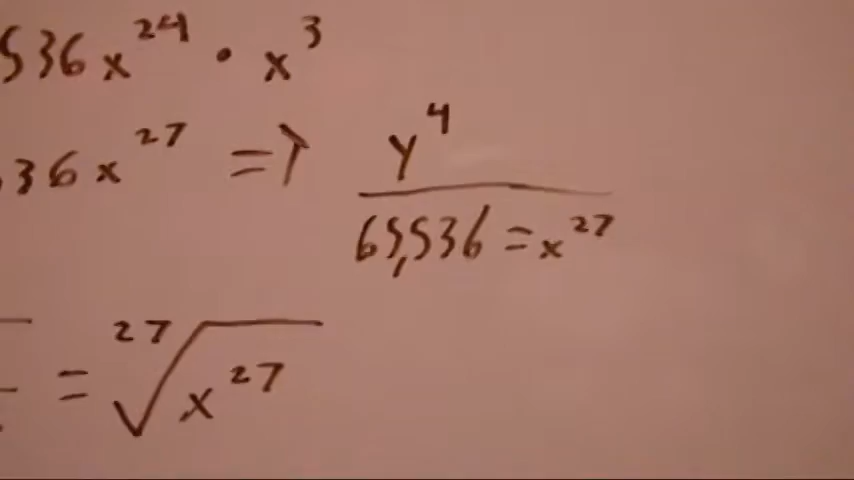 536x²⁴ · x³
36x²⁷ => y⁴
65,536 = x²⁷
= ²⁷√x²⁷